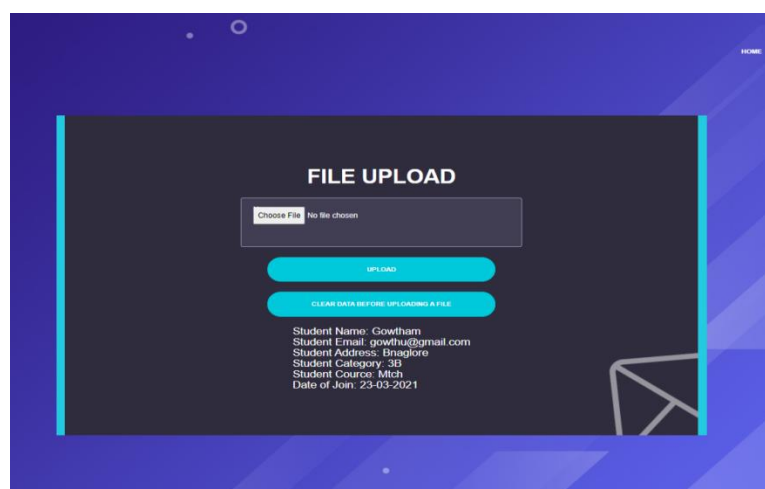 HOME
FILE UPLOAD
Choose File No file chosen
UPLOAD
CLEAR DATA BEFORE UPLOADING A FILE
Student Name: Gowtham
Student Email: gowthu@gmail.com
Student Address: Bnaglore
Student Category: 3B
Student Cource: Mtch
Date of Join: 23-03-2021